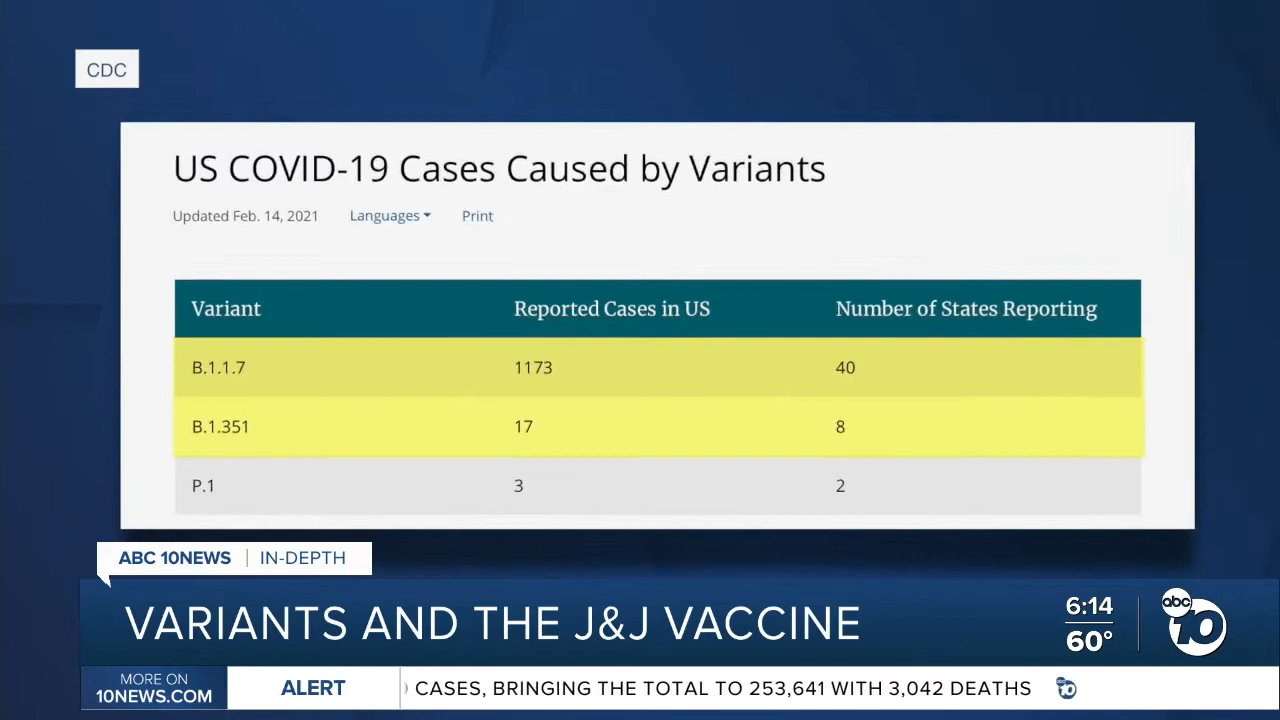 CDC
US COVID-19 Cases Caused by Variants
Updated Feb. 14, 2021 Languages Print
Variant Reported Cases in US Number of States Reporting
B.1.1.7 1173 40
B.1.351 17 8
P.1 3 2
ABC 10NEWS | IN-DEPTH
VARIANTS AND THE J&J VACCINE
6:14
60°
abc 10
MORE ON
10NEWS.COM
ALERT
) CASES, BRINGING THE TOTAL TO 253,641 WITH 3,042 DEATHS
abc 10